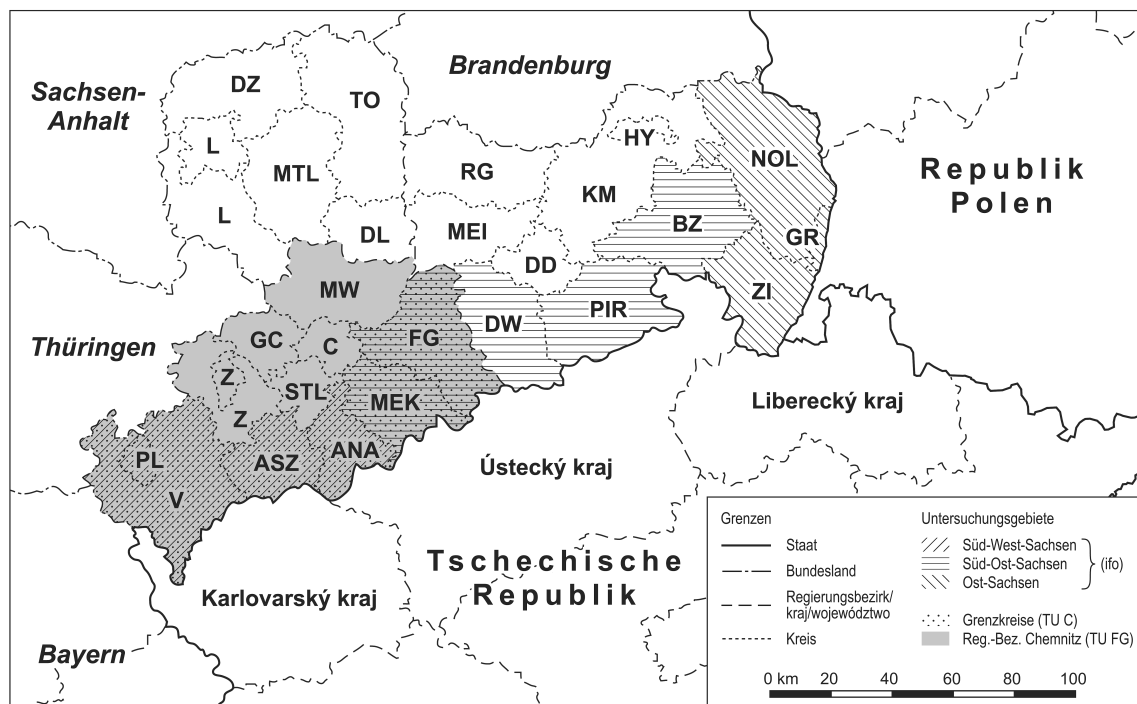 Sachsen-
Anhalt
Brandenburg
DZ
TO
L
MTL
L
DL
RG
MEI
HY
KM
NOL
BZ
GR
DD
ZI
Republik
Polen
Thüringen
MW
GC
C
FG
DW
PIR
Z
STL
Z
MEK
PL
ASZ
ANA
V
Liberecký kraj
Ústecký kraj
Tschechische
Republik
Karlovarský kraj
Bayern
Grenzen
Staat
Bundesland
Regierungsbezirk/
kraj/województwo
Kreis
Untersuchungsgebiete
Süd-West-Sachsen
Süd-Ost-Sachsen
Ost-Sachsen
(ifo)
Grenzkreise (TU C)
Reg.-Bez. Chemnitz (TU FG)
0 km 20 40 60 80 100